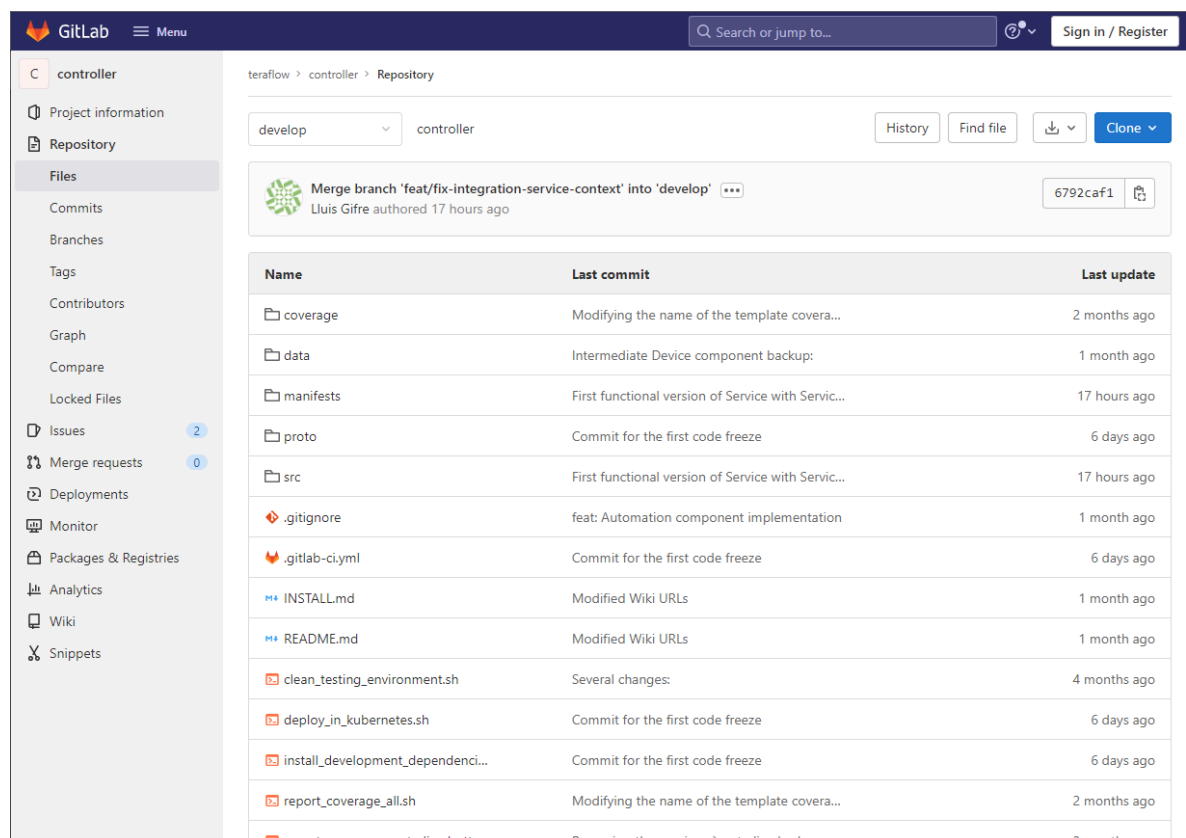 GitLab Menu Search or jump to... Sign in / Register
C controller
teraflow > controller > Repository
Project information
Repository
Files
Commits
Branches
Tags
Contributors
Graph
Compare
Locked Files
Issues 2
Merge requests 0
Deployments
Monitor
Packages & Registries
Analytics
Wiki
Snippets
develop controller History Find file Clone
Merge branch 'feat/fix-integration-service-context' into 'develop'
Lluis Gifre authored 17 hours ago
6792caf1
Name Last commit Last update
coverage Modifying the name of the template covera... 2 months ago
data Intermediate Device component backup: 1 month ago
manifests First functional version of Service with Servic... 17 hours ago
proto Commit for the first code freeze 6 days ago
src First functional version of Service with Servic... 17 hours ago
.gitignore feat: Automation component implementation 1 month ago
.gitlab-ci.yml Commit for the first code freeze 6 days ago
INSTALL.md Modified Wiki URLs 1 month ago
README.md Modified Wiki URLs 1 month ago
clean_testing_environment.sh Several changes: 4 months ago
deploy_in_kubernetes.sh Commit for the first code freeze 6 days ago
install_development_dependenci... Commit for the first code freeze 6 days ago
report_coverage_all.sh Modifying the name of the template covera... 2 months ago